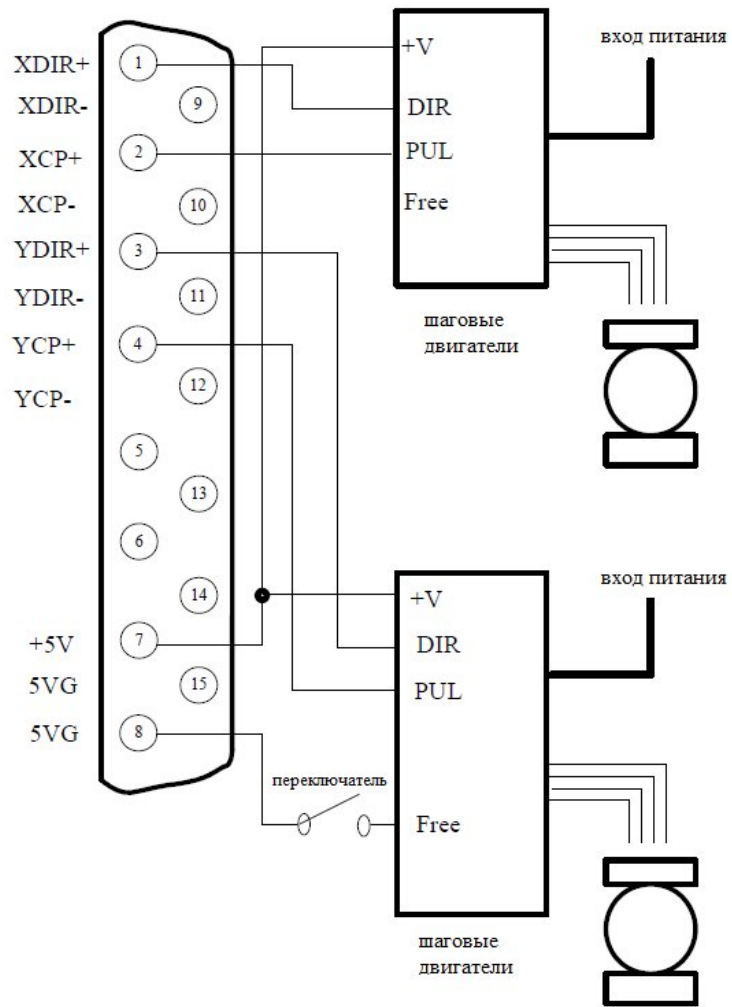 XDIR+
1
XDIR-
9
XCP+
2
XCP-
10
YDIR+
3
YDIR-
11
YCP+
4
YCP-
12
5
13
6
14
+5V
7
5VG
15
5VG
8
+V
DIR
PUL
Free
вход питания
шаговые
двигатели
+V
DIR
PUL
Free
вход питания
переключатель
шаговые
двигатели